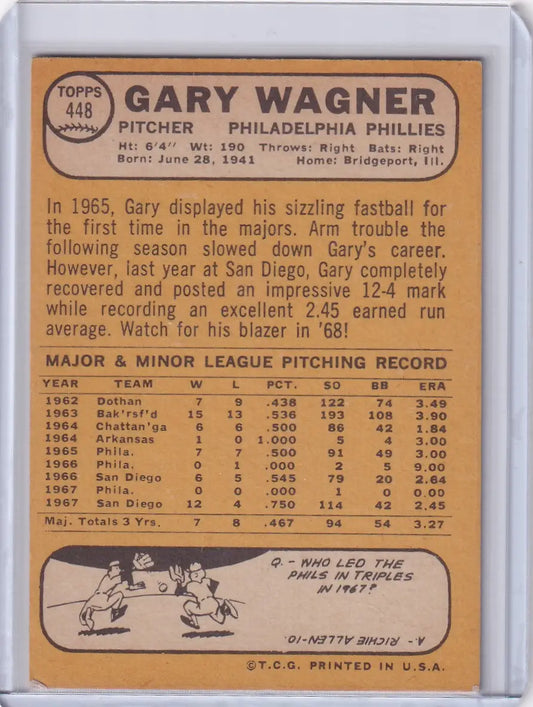 TOPPS
448
GARY WAGNER
PITCHER PHILADELPHIA PHILLIES
Ht: 6'4" Wt: 190 Throws: Right Bats: Right
Born: June 28, 1941 Home: Bridgeport, Ill.
In 1965, Gary displayed his sizzling fastball for
the first time in the majors. Arm trouble the
following season slowed down Gary's career.
However, last year at San Diego, Gary completely
recovered and posted an impressive 12-4 mark
while recording an excellent 2.45 earned run
average. Watch for his blazer in '68!
MAJOR & MINOR LEAGUE PITCHING RECORD
YEAR TEAM W L PCT. SO BB ERA
1962 Dothan 7 9 .438 122 74 3.49
1963 Bak'rsf'd 15 13 .536 193 108 3.90
1964 Chattan'ga 6 6 .500 86 42 1.84
1964 Arkansas 1 0 1.000 5 4 3.00
1965 Phila. 7 7 .500 91 49 3.00
1966 Phila. 0 1 .000 2 5 9.00
1966 San Diego 6 5 .545 79 20 2.64
1967 Phila. 0 0 .000 1 0 0.00
1967 San Diego 12 4 .750 114 42 2.45
Maj. Totals 3 Yrs. 7 8 .467 94 54 3.27
Q. - WHO LED THE
PHILS IN TRIPLES
IN 1967?
A. - RICHIE ALLEN-10.
©T.C.G. PRINTED IN U.S.A.